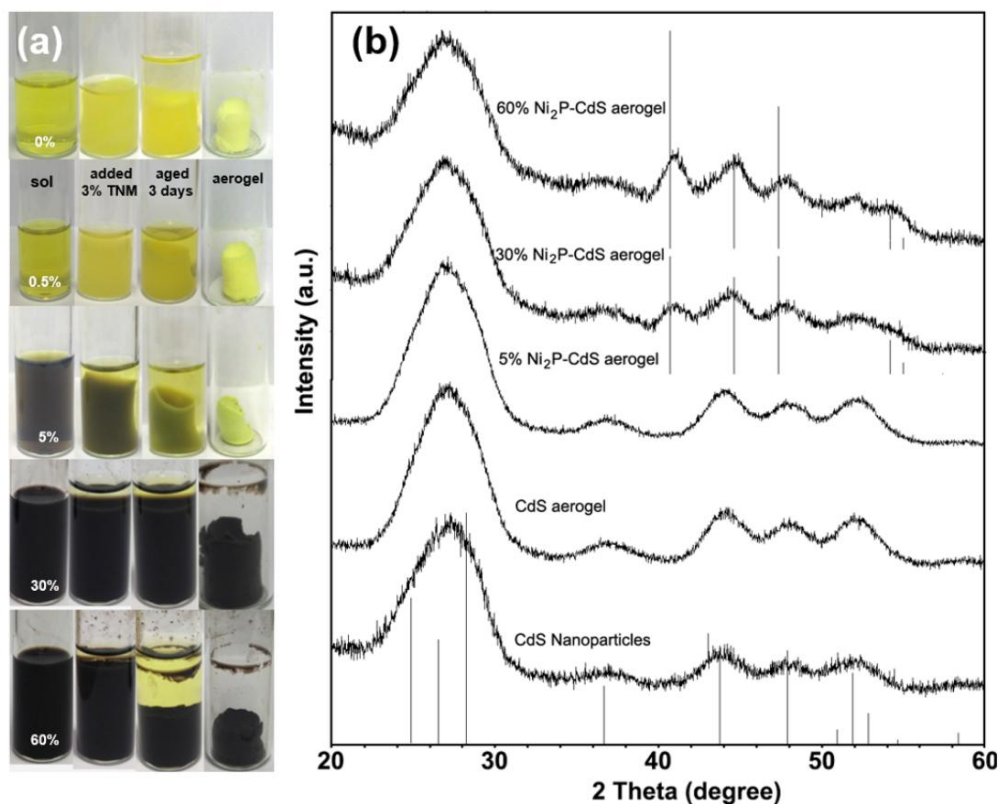 (a)
0%
sol
added
3% TNM
aged
3 days
aerogel
0.5%
5%
30%
60%
(b)
60% Ni₂P-CdS aerogel
30% Ni₂P-CdS aerogel
5% Ni₂P-CdS aerogel
CdS aerogel
CdS Nanoparticles
Intensity (a.u.)
20 30 40 50 60
2 Theta (degree)